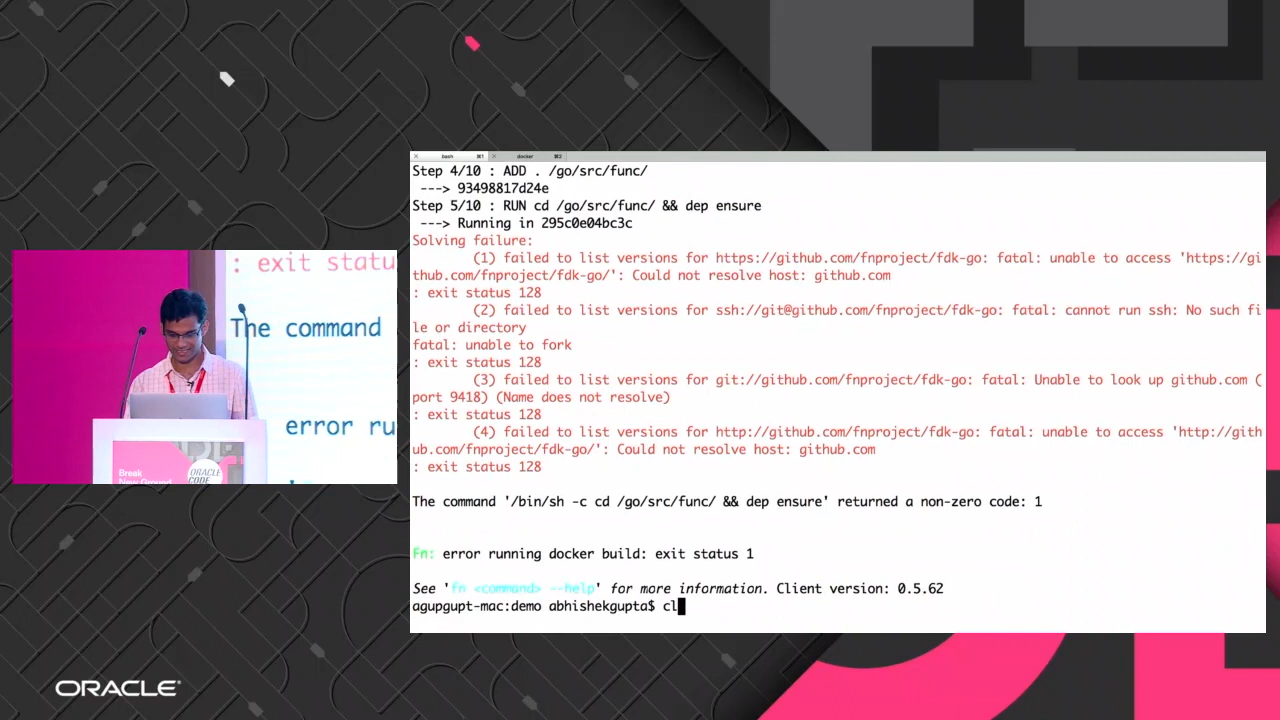 bash ⌘1 docker ⌘2
Step 4/10 : ADD . /go/src/func/
---> 93498817d24e
Step 5/10 : RUN cd /go/src/func/ && dep ensure
---> Running in 295c0e04bc3c
Solving failure:
(1) failed to list versions for https://github.com/fnproject/fdk-go: fatal: unable to access 'https://gi
thub.com/fnproject/fdk-go/': Could not resolve host: github.com
: exit status 128
(2) failed to list versions for ssh://git@github.com/fnproject/fdk-go: fatal: cannot run ssh: No such fi
le or directory
fatal: unable to fork
: exit status 128
(3) failed to list versions for git://github.com/fnproject/fdk-go: fatal: Unable to look up github.com (
port 9418) (Name does not resolve)
: exit status 128
(4) failed to list versions for http://github.com/fnproject/fdk-go: fatal: unable to access 'http://gith
ub.com/fnproject/fdk-go/': Could not resolve host: github.com
: exit status 128
The command '/bin/sh -c cd /go/src/func/ && dep ensure' returned a non-zero code: 1
Fn: error running docker build: exit status 1
See 'fn <command> --help' for more information. Client version: 0.5.62
agupgupt-mac:demo abhishekgupta$ cl
: exit statu
The command
error ru
Break
New Ground
ORACLE
CODE
ORACLE